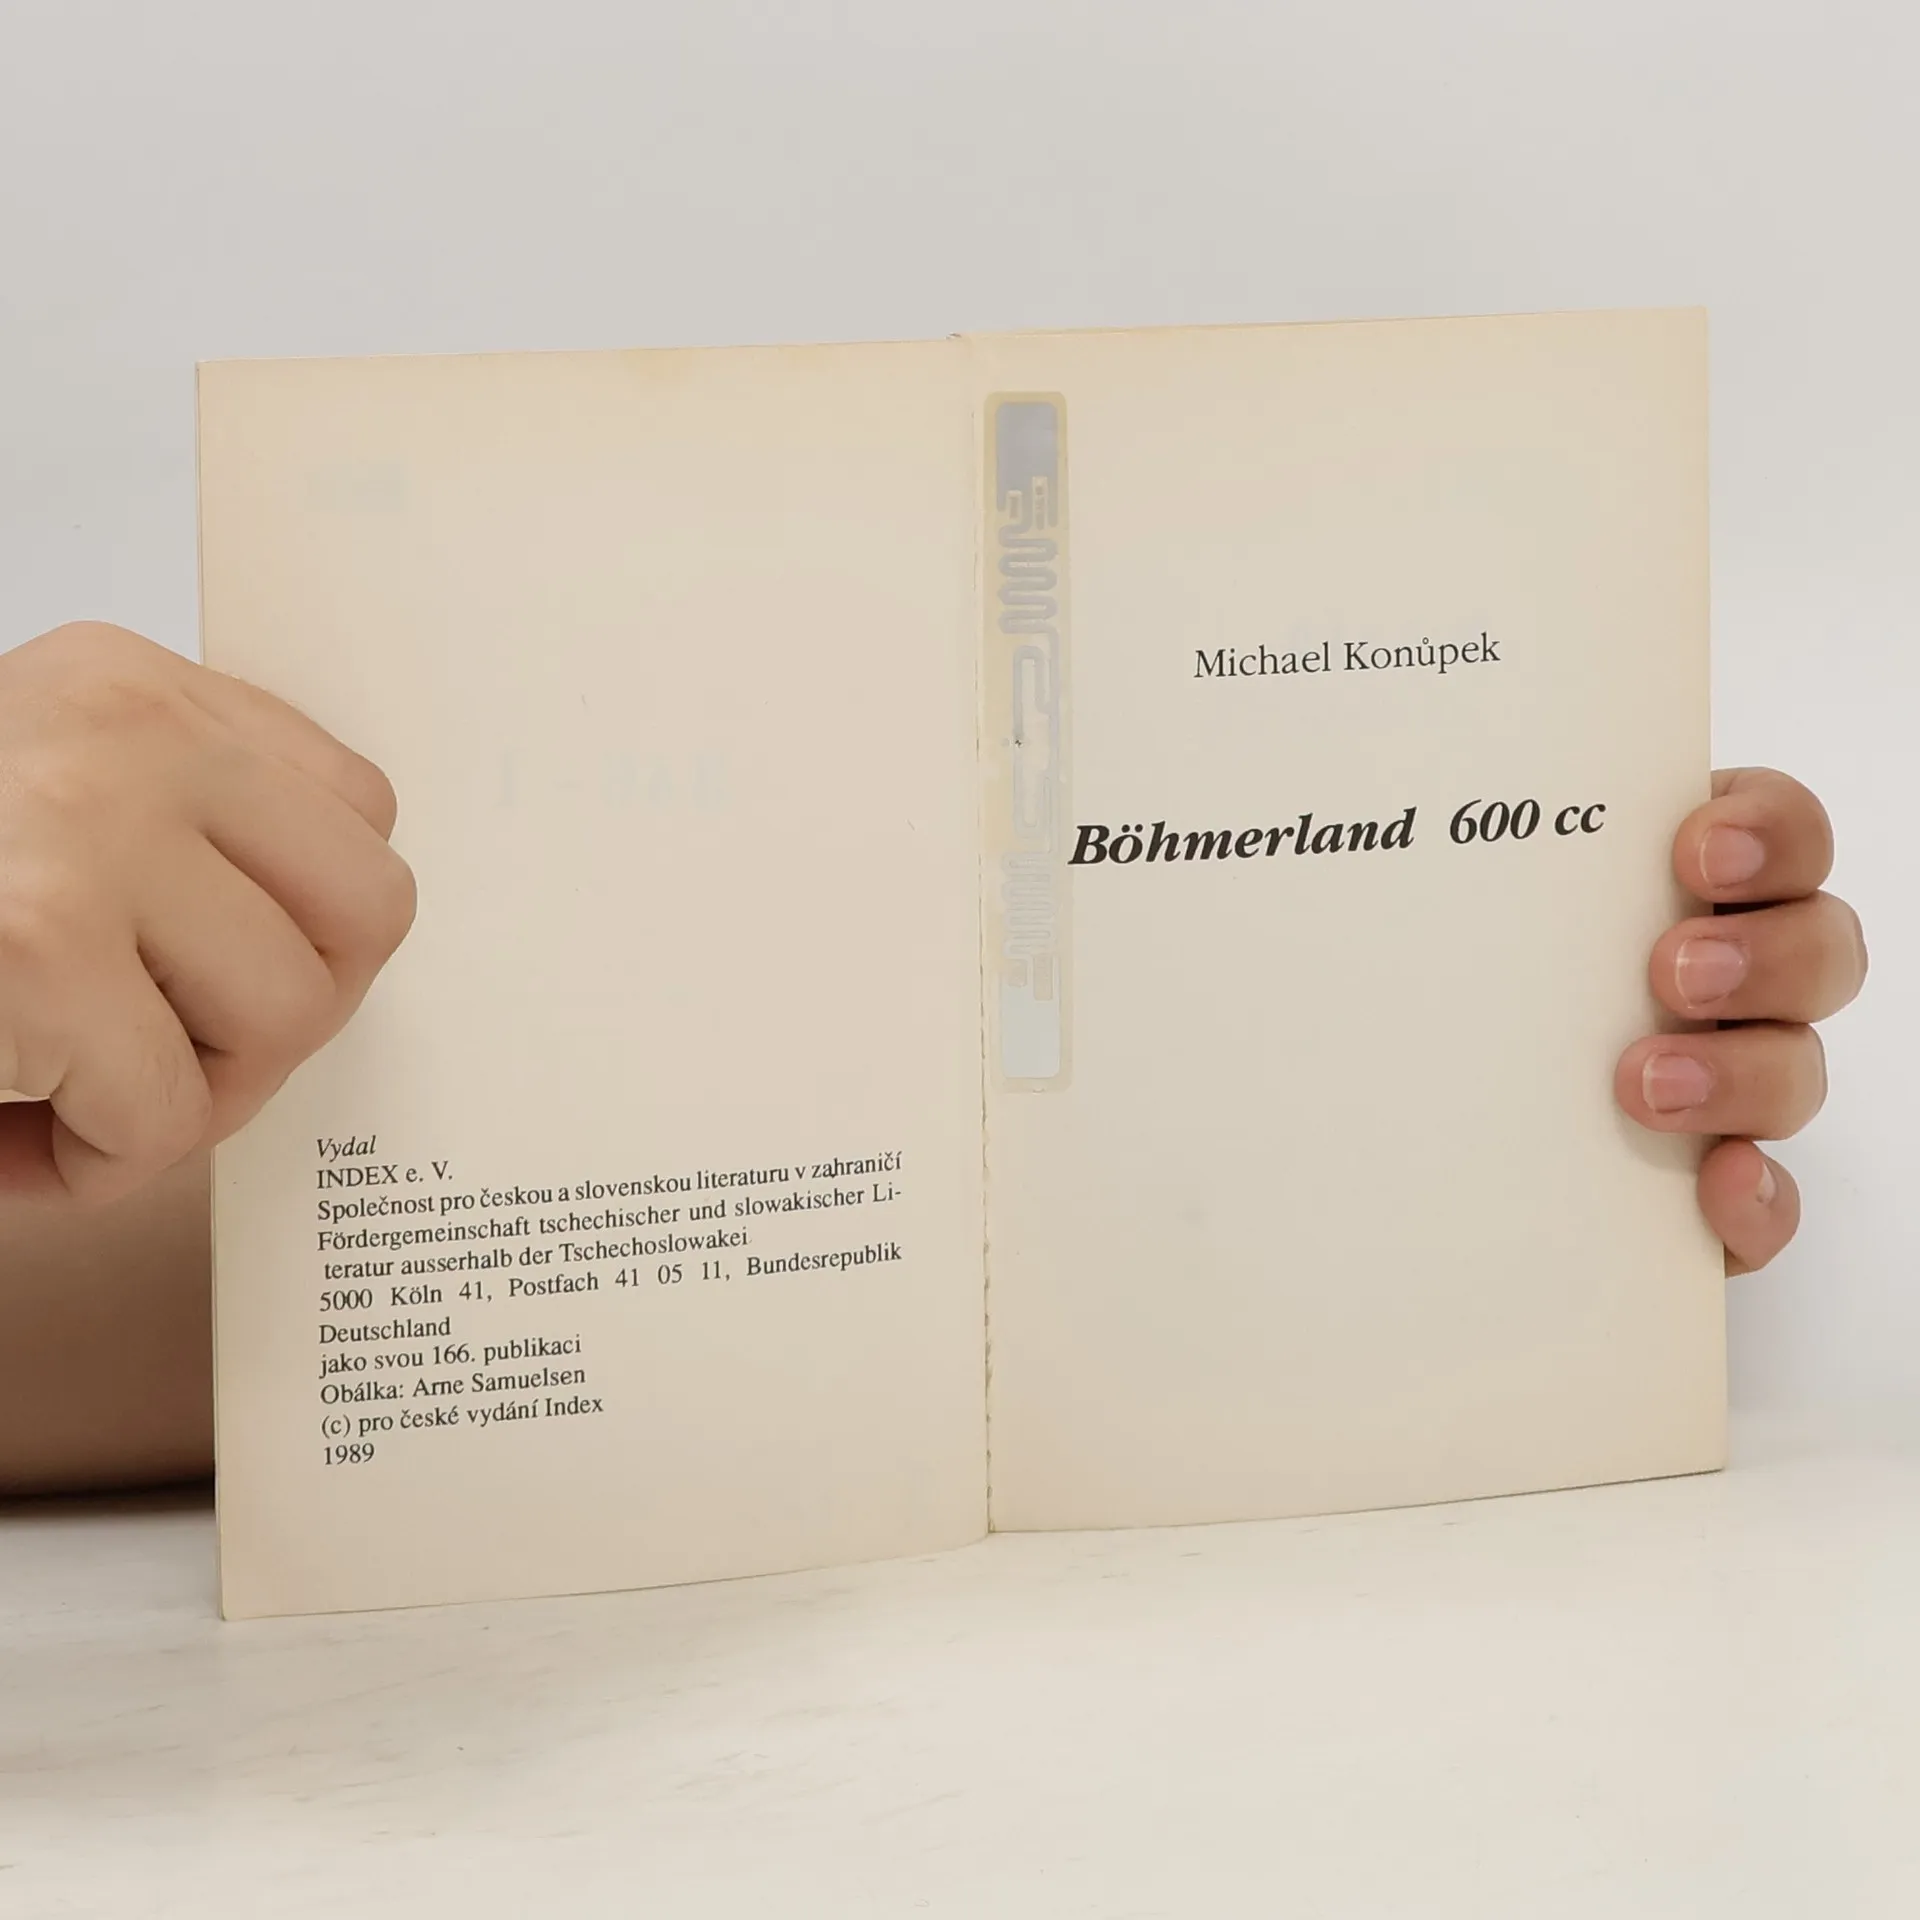 Vydal
INDEX e. V.
Společnost pro českou a slovenskou literaturu v zahraničí
Fördergemeinschaft tschechischer und slowakischer Li-
teratur ausserhalb der Tschechoslowakei
5000 Köln 41, Postfach 41 05 11, Bundesrepublik
Deutschland
jako svou 166. publikaci
Obálka: Arne Samuelsen
(c) pro české vydání Index
1989
Michael Konůpek
Böhmerland 600 cc